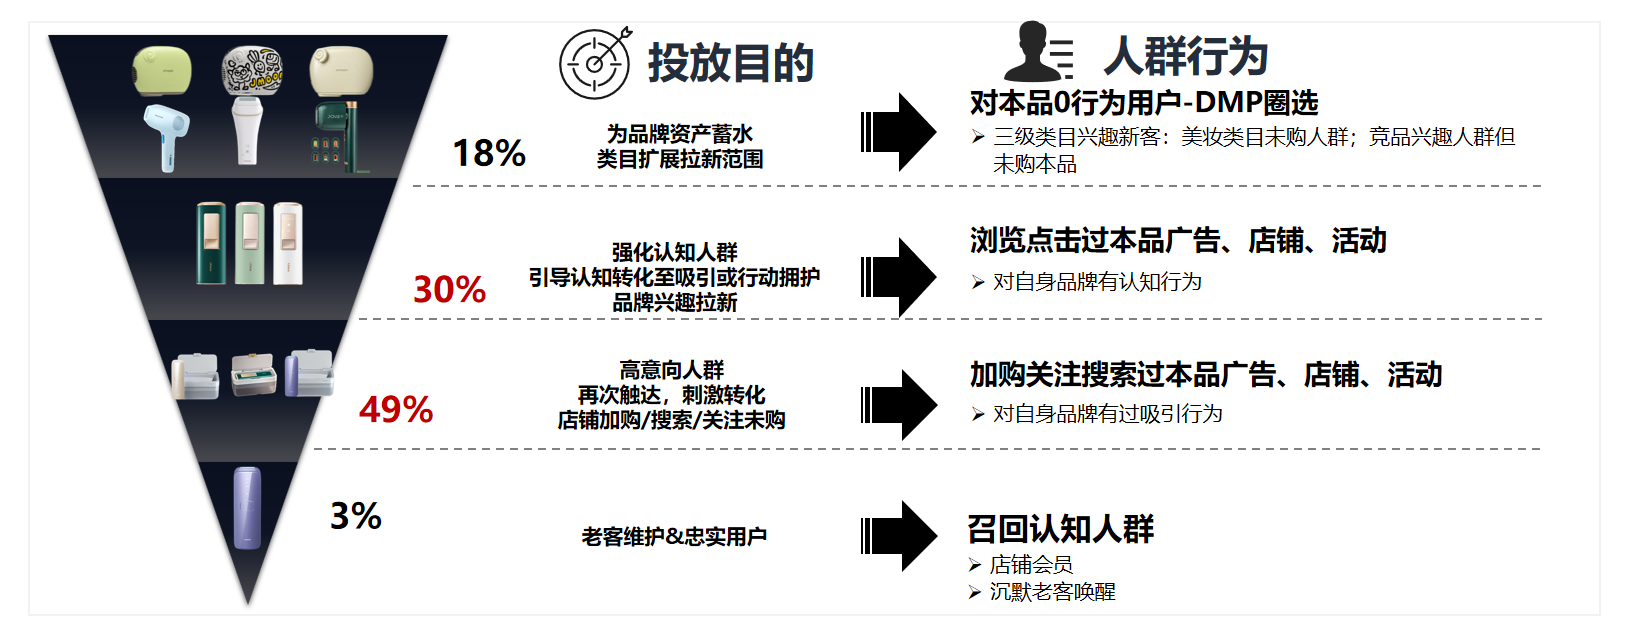 投放目的
人群行为
18%
为品牌资产蓄水
类目扩展拉新范围
对本品0行为用户-DMP圈选
➢ 三级类目兴趣新客：美妆类目未购人群；竞品兴趣人群但
未购本品
30%
强化认知人群
引导认知转化至吸引或行动拥护
品牌兴趣拉新
浏览点击过本品广告、店铺、活动
➢ 对自身品牌有认知行为
49%
高意向人群
再次触达，刺激转化
店铺加购/搜索/关注未购
加购关注搜索过本品广告、店铺、活动
➢ 对自身品牌有过吸引行为
3%
老客维护&忠实用户
召回认知人群
➢ 店铺会员
➢ 沉默老客唤醒